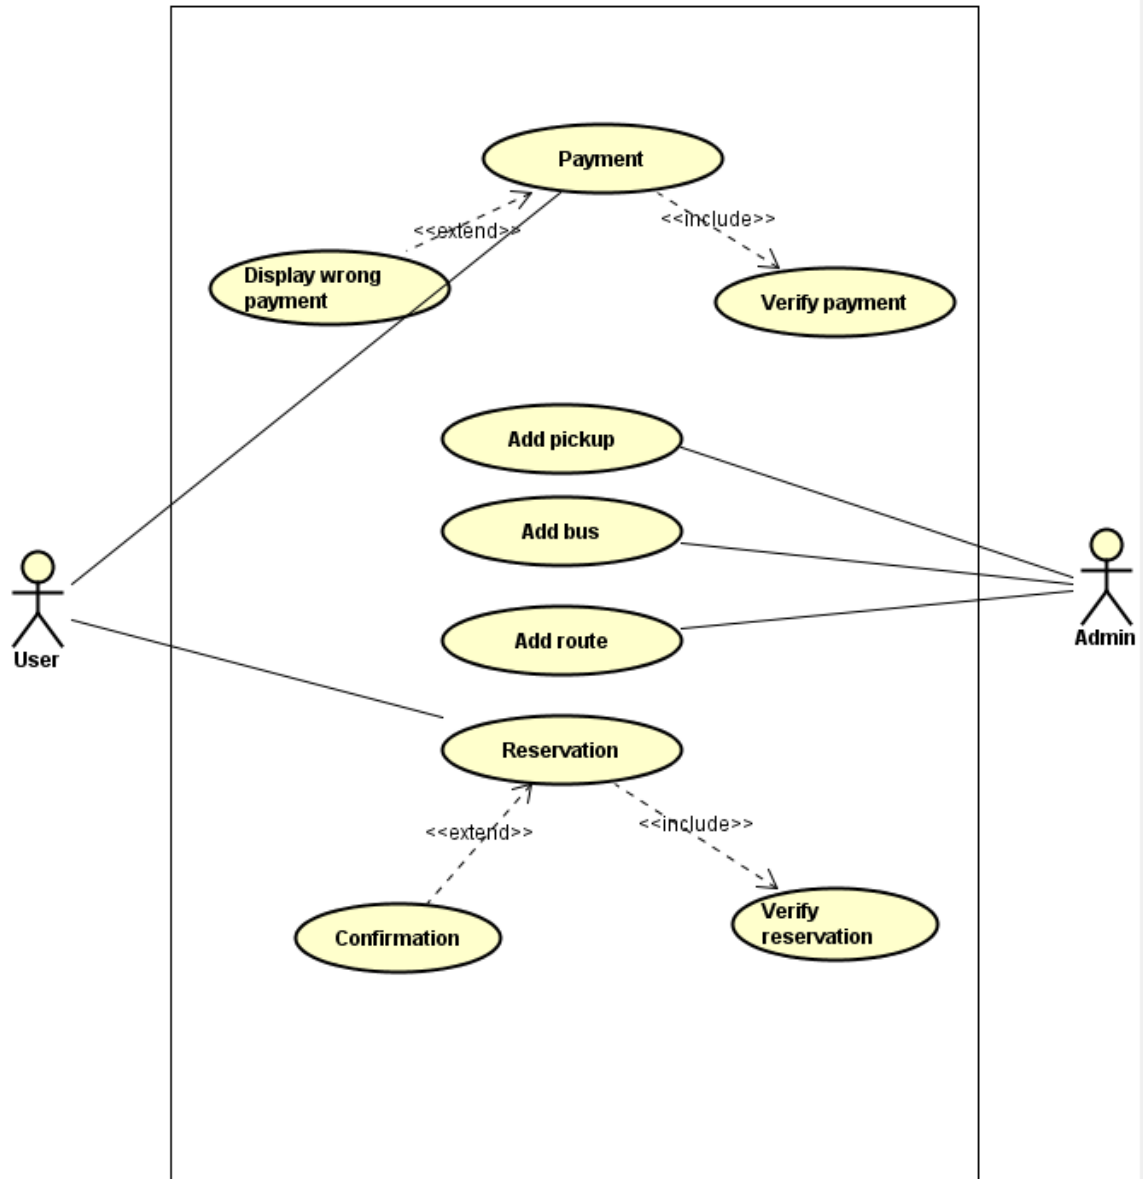 Payment
<<extend>>
<<include>>
Display wrong
payment
Verify payment
Add pickup
Add bus
Add route
User
Admin
Reservation
<<extend>>
<<include>>
Confirmation
Verify
reservation